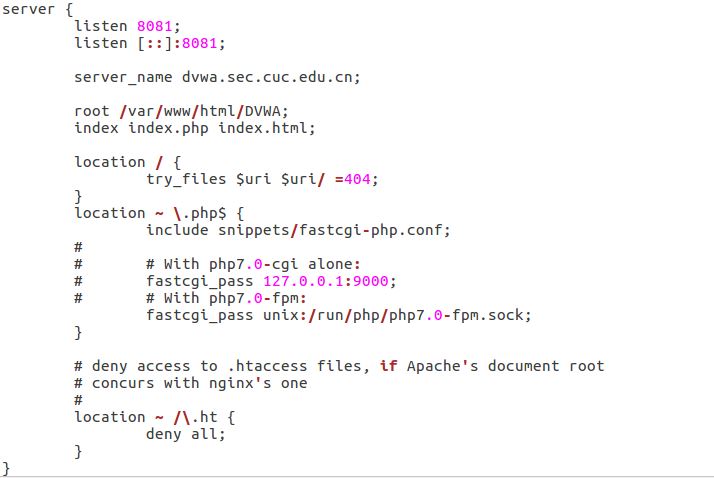 server {
        listen 8081;
        listen [::]:8081;

        server_name dvwa.sec.cuc.edu.cn;

        root /var/www/html/DVWA;
        index index.php index.html;

        location / {
                try_files $uri $uri/ =404;
        }
        location ~ \.php$ {
                include snippets/fastcgi-php.conf;
        #
        #       # With php7.0-cgi alone:
        #       fastcgi_pass 127.0.0.1:9000;
        #       # With php7.0-fpm:
                fastcgi_pass unix:/run/php/php7.0-fpm.sock;
        }

        # deny access to .htaccess files, if Apache's document root
        # concurs with nginx's one
        #
        location ~ /\.ht {
                deny all;
        }
}